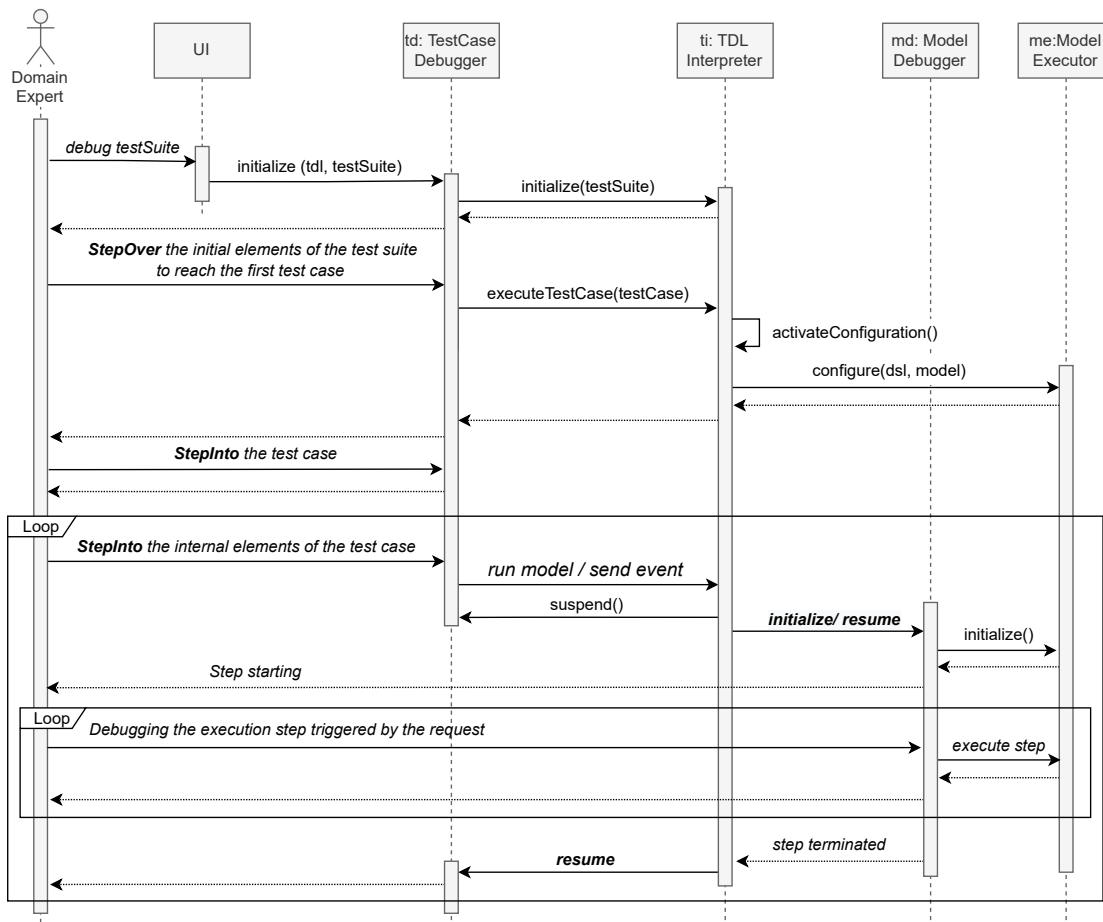 Domain
Expert
UI
td: TestCase
Debugger
ti: TDL
Interpreter
md: Model
Debugger
me:Model
Executor
debug testSuite
initialize (tdl, testSuite)
initialize(testSuite)
StepOver the initial elements of the test suite
to reach the first test case
executeTestCase(testCase)
activateConfiguration()
configure(dsl, model)
StepInto the test case
Loop
StepInto the internal elements of the test case
run model / send event
suspend()
initialize/ resume
initialize()
Step starting
Loop
Debugging the execution step triggered by the request
execute step
step terminated
resume